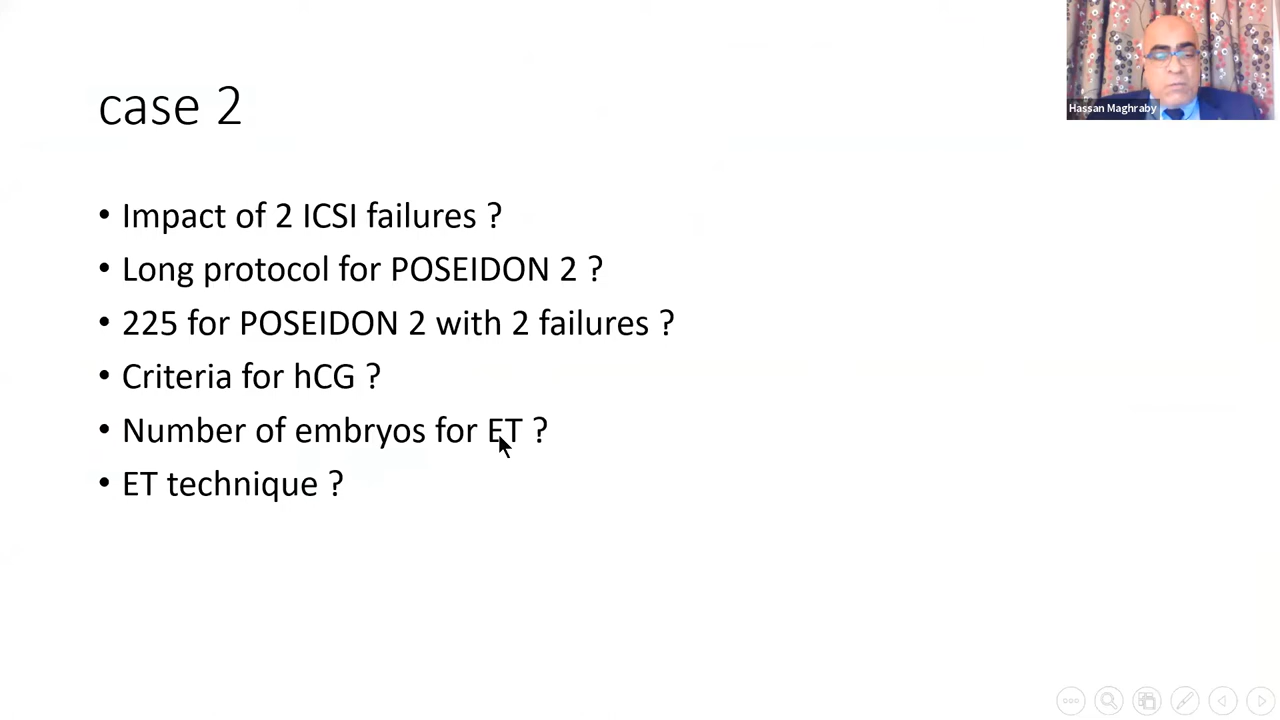 case 2
Hassan Maghraby
• Impact of 2 ICSI failures ?
• Long protocol for POSEIDON 2 ?
• 225 for POSEIDON 2 with 2 failures ?
• Criteria for hCG ?
• Number of embryos for ET ?
• ET technique ?